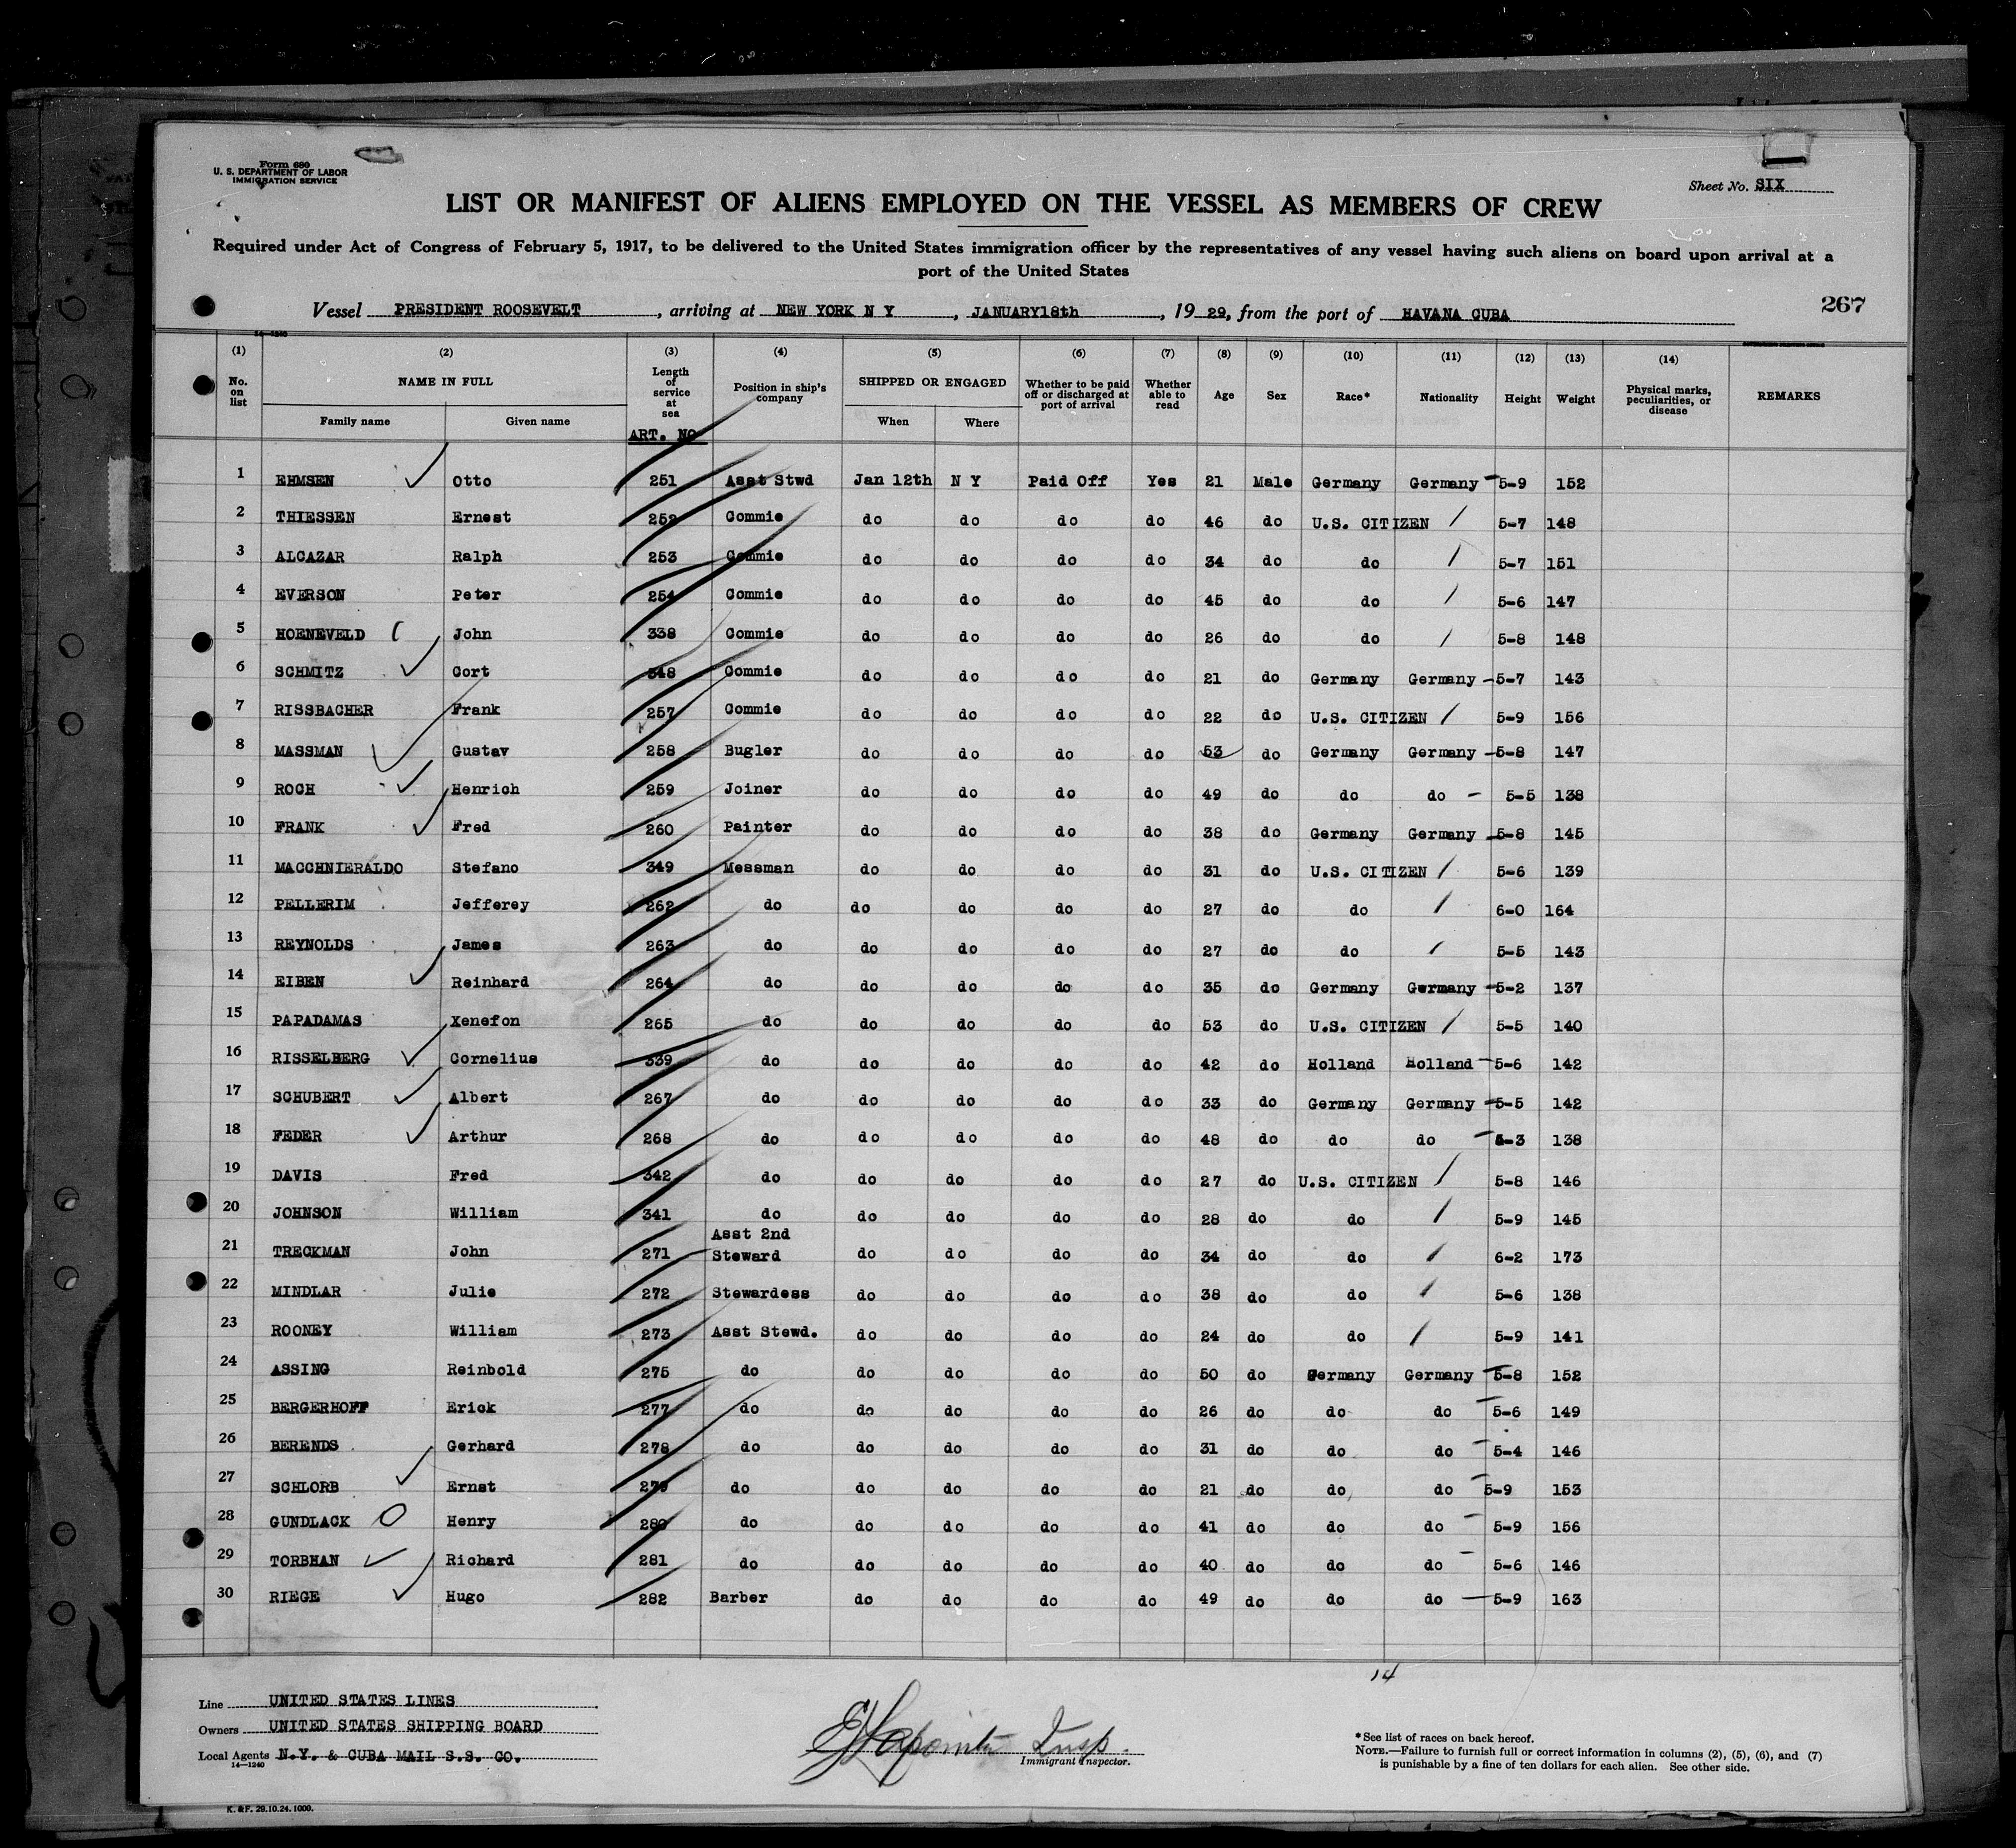 Form 680
U. S. DEPARTMENT OF LABOR
IMMIGRATION SERVICE
Sheet No. SIX
LIST OR MANIFEST OF ALIENS EMPLOYED ON THE VESSEL AS MEMBERS OF CREW
Required under Act of Congress of February 5, 1917, to be delivered to the United States immigration officer by the representatives of any vessel having such aliens on board upon arrival at a
port of the United States
Vessel PRESIDENT ROOSEVELT, arriving at NEW YORK N Y, JANUARY18th, 19 29, from the port of HAVANA CUBA
267
14—1240
(1) (2) (3) (4) (5) (6) (7) (8) (9) (10) (11) (12) (13) (14)
No. on list NAME IN FULL Length of service at sea Position in ship's company SHIPPED OR ENGAGED Whether to be paid off or discharged at port of arrival Whether able to read Age Sex Race* Nationality Height Weight Physical marks, peculiarities, or disease REMARKS
Family name Given name When Where
ART. NO
1 EHMSEN Otto 251 Asst Stwd Jan 12th N Y Paid Off Yes 21 Male Germany Germany 5-9 152
2 THIESSEN Ernest 252 Commie do do do do 46 do U.S. CITIZEN 5-7 148
3 ALCAZAR Ralph 253 Commie do do do do 34 do do 5-7 151
4 EVERSON Peter 254 Commie do do do do 45 do do 5-6 147
5 HOENEVELD John 338 Commie do do do do 26 do do 5-8 148
6 SCHMITZ Cort 348 Commie do do do do 21 do Germany Germany 5-7 143
7 RISSBACHER Frank 257 Commie do do do do 22 do U.S. CITIZEN 5-9 156
8 MASSMAN Gustav 258 Bugler do do do do 53 do Germany Germany 5-8 147
9 ROCH Henrich 259 Joiner do do do do 49 do do do 5-5 138
10 FRANK Fred 260 Painter do do do do 38 do Germany Germany 5-8 145
11 MACCHNIERALDO Stefano 349 Messman do do do do 31 do U.S. CITIZEN 5-6 139
12 PELLERIM Jefferey 262 do do do do do 27 do do 6-0 164
13 REYNOLDS James 263 do do do do do 27 do do 5-5 143
14 EIBEN Reinhard 264 do do do do do 35 do Germany Germany 5-2 137
15 PAPADAMAS Xenefon 265 do do do do do 53 do U.S. CITIZEN 5-5 140
16 RISSELBERG Cornelius 339 do do do do do 42 do Holland Holland 5-6 142
17 SCHUBERT Albert 267 do do do do do 33 do Germany Germany 5-5 142
18 FEDER Arthur 268 do do do do do 48 do do do 5-3 138
19 DAVIS Fred 342 do do do do do 27 do U.S. CITIZEN 5-8 146
20 JOHNSON William 341 do do do do do 28 do do 5-9 145
21 TRECKMAN John 271 Asst 2nd Steward do do do do 34 do do 6-2 173
22 MINDLAR Julie 272 Stewardess do do do do 38 do do 5-6 138
23 ROONEY William 273 Asst Stewd. do do do do 24 do do 5-9 141
24 ASSING Reinbold 275 do do do do do 50 do Germany Germany 5-8 152
25 BERGERHOFF Erick 277 do do do do do 26 do do do 5-6 149
26 BERENDS Gerhard 278 do do do do do 31 do do do 5-4 146
27 SCHLORB Ernst 279 do do do do do 21 do do do 5-9 153
28 GUNDLACK Henry 280 do do do do do 41 do do do 5-9 156
29 TORBHAN Richard 281 do do do do do 40 do do do 5-6 146
30 RIEGE Hugo 282 Barber do do do do 49 do do do 5-9 163
14
Line UNITED STATES LINES
Owners UNITED STATES SHIPPING BOARD
Local Agents N.Y. & CUBA MAIL S.S. CO.
14—1240
Insp.
Immigrant Inspector.
*See list of races on back hereof.
NOTE.—Failure to furnish full or correct information in columns (2), (5), (6), and (7)
is punishable by a fine of ten dollars for each alien. See other side.
K. & F. 29.10.24.1000.